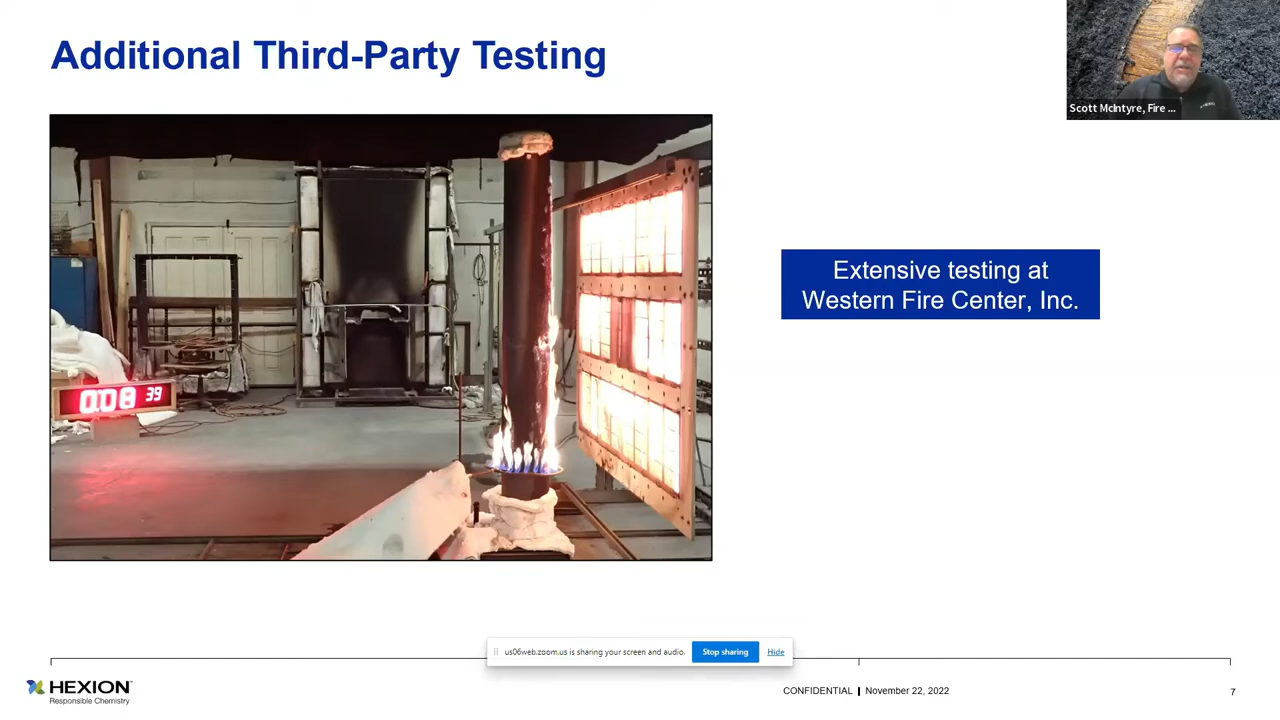 Additional Third-Party Testing
Scott McIntyre, Fire ...
Extensive testing at
Western Fire Center, Inc.
0:08 39
us06web.zoom.us is sharing your screen and audio.
Stop sharing
Hide
HEXION
Responsible Chemistry
CONFIDENTIAL
November 22, 2022
7